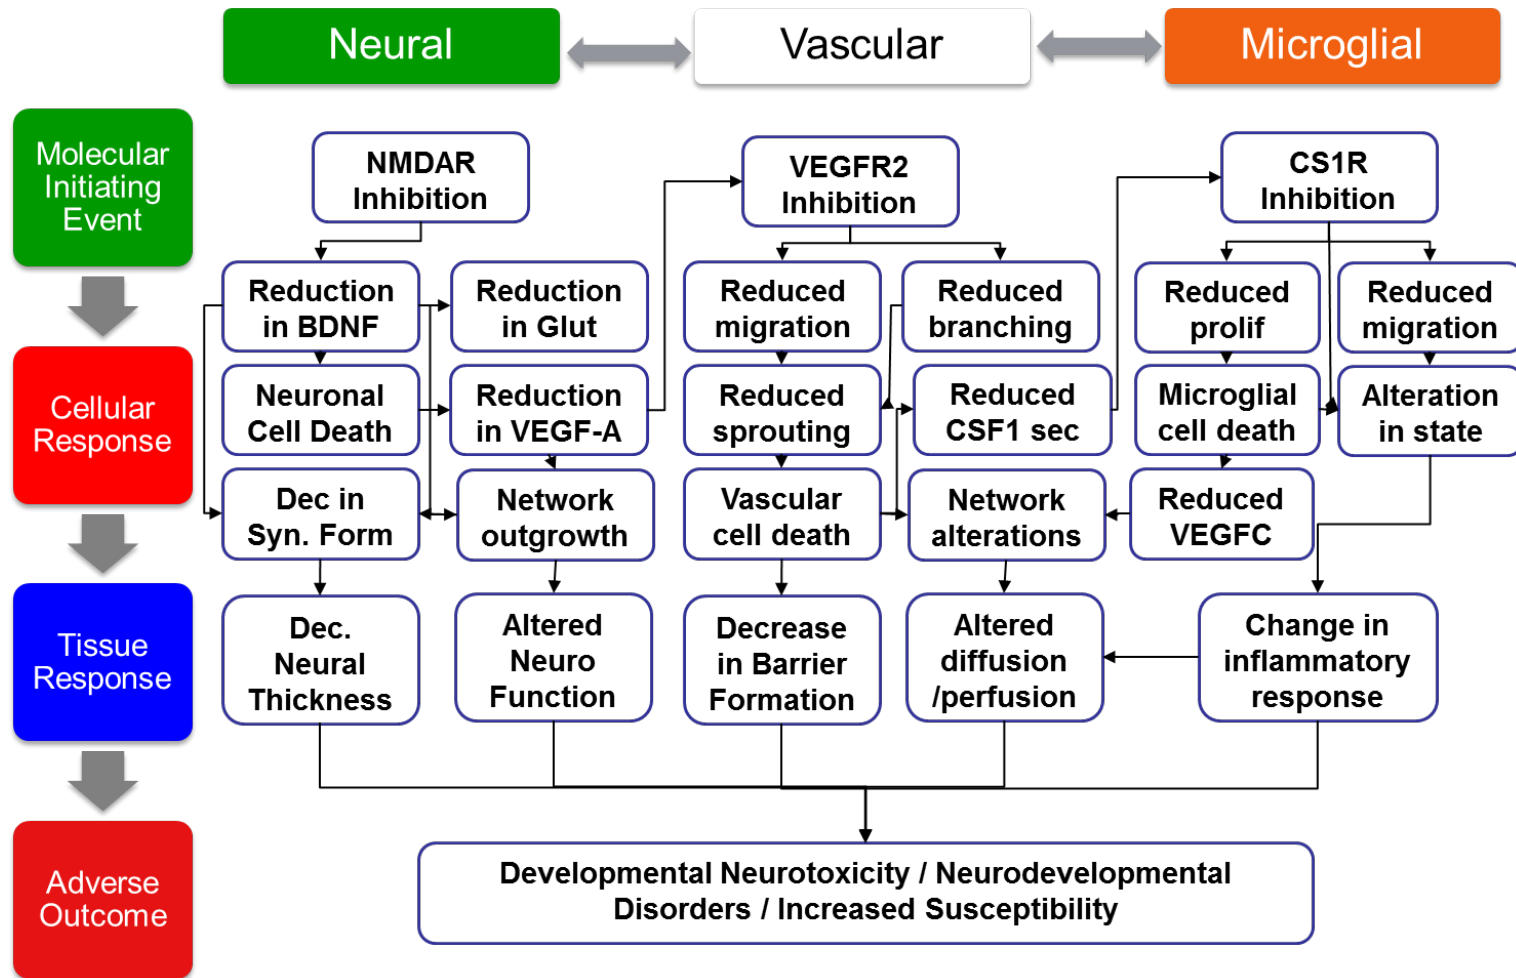 Neural
Vascular
Microglial
Molecular
Initiating
Event
NMDAR
Inhibition
VEGFR2
Inhibition
CS1R
Inhibition
Reduction
in BDNF
Reduction
in Glut
Reduced
migration
Reduced
branching
Reduced
prolif
Reduced
migration
Cellular
Response
Neuronal
Cell Death
Reduction
in VEGF-A
Reduced
sprouting
Reduced
CSF1 sec
Microglial
cell death
Alteration
in state
Dec in
Syn. Form
Network
outgrowth
Vascular
cell death
Network
alterations
Reduced
VEGFC
Tissue
Response
Dec.
Neural
Thickness
Altered
Neuro
Function
Decrease
in Barrier
Formation
Altered
diffusion
/perfusion
Change in
inflammatory
response
Adverse
Outcome
Developmental Neurotoxicity / Neurodevelopmental
Disorders / Increased Susceptibility